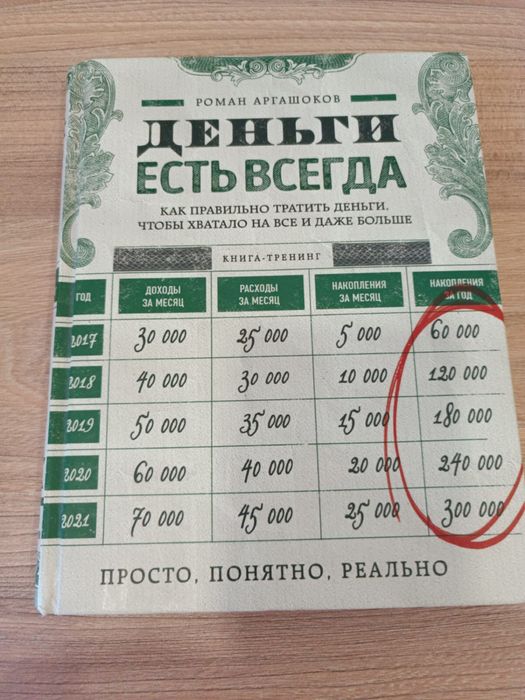 РОМАН АРГАШОКОВ
ДЕНЬГИ
ЕСТЬ ВСЕГДА
КАК ПРАВИЛЬНО ТРАТИТЬ ДЕНЬГИ,
ЧТОБЫ ХВАТАЛО НА ВСЕ И ДАЖЕ БОЛЬШЕ
КНИГА-ТРЕНИНГ
ГОД ДОХОДЫ ЗА МЕСЯЦ РАСХОДЫ ЗА МЕСЯЦ НАКОПЛЕНИЯ ЗА МЕСЯЦ НАКОПЛЕНИЯ ЗА ГОД
2017 30 000 25 000 5 000 60 000
2018 40 000 30 000 10 000 120 000
2019 50 000 35 000 15 000 180 000
2020 60 000 40 000 20 000 240 000
2021 70 000 45 000 25 000 300 000
ПРОСТО, ПОНЯТНО, РЕАЛЬНО